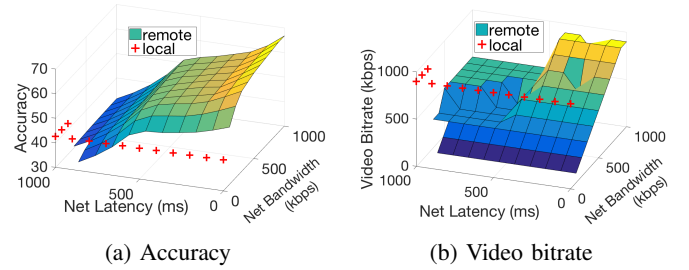 remote
local
Accuracy
70
60
50
40
30
1000
500
0
Net Latency (ms)
0
500
1000
Net Bandwidth
(kbps)
(a) Accuracy
remote
local
Video Bitrate (kbps)
1000
500
0
1000
500
0
Net Latency (ms)
0
500
1000
Net Bandwidth
(kbps)
(b) Video bitrate